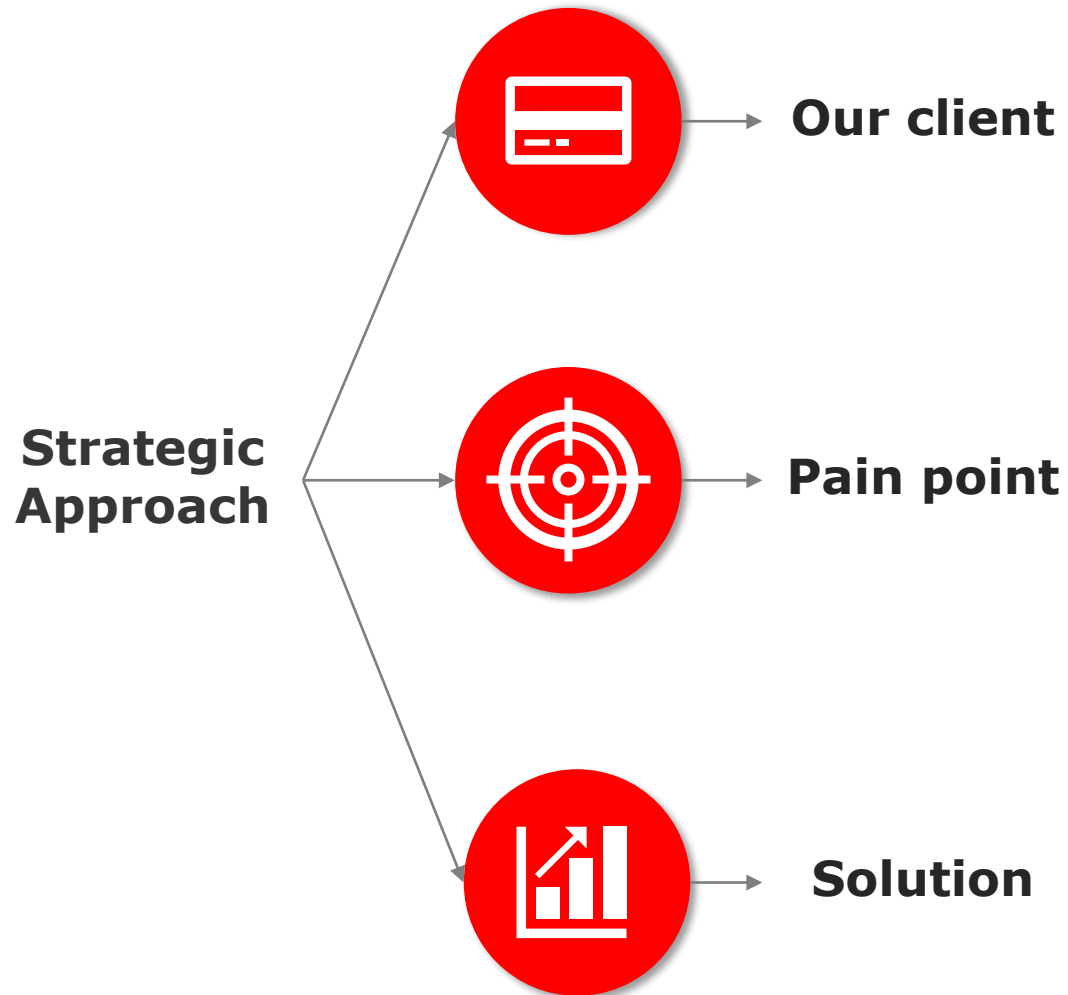 Our client
Strategic
Approach
Pain point
Solution